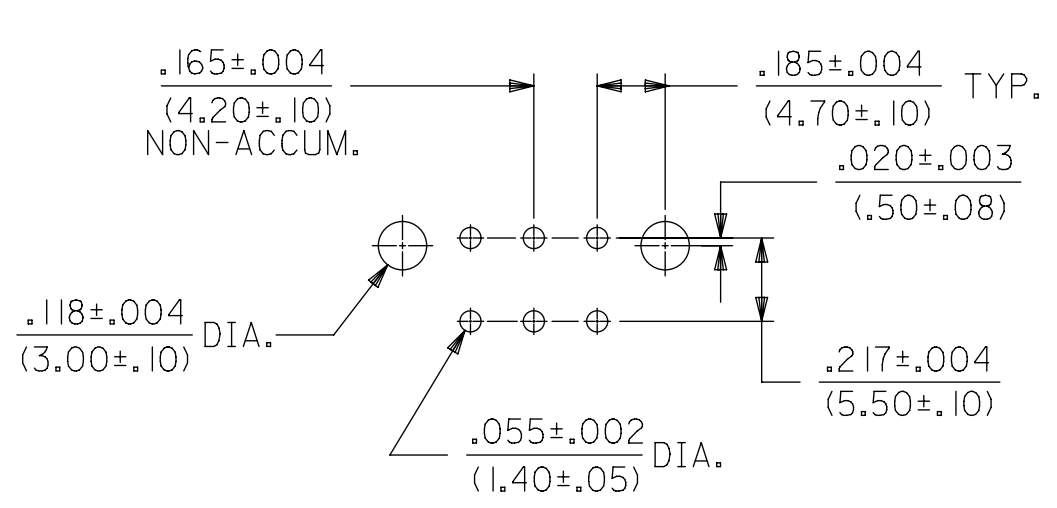 .165±.004
(4.20±.10)
NON-ACCUM.
.185±.004 TYP.
(4.70±.10)
.020±.003
(.50±.08)
.118±.004 DIA.
(3.00±.10)
.217±.004
(5.50±.10)
.055±.002 DIA.
(1.40±.05)